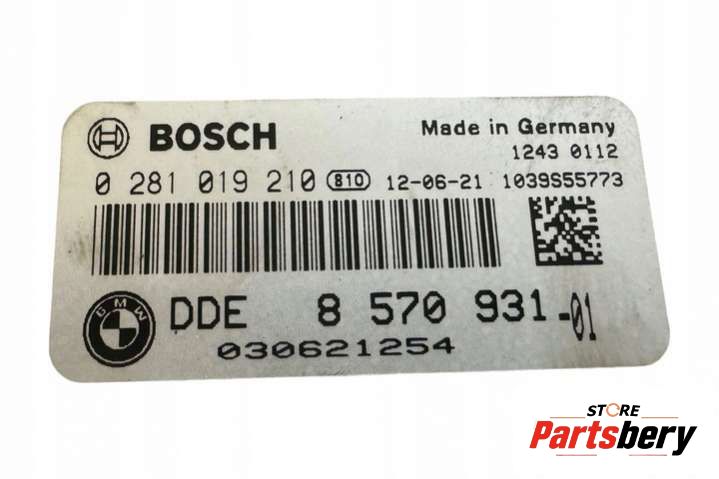 BOSCH
Made in Germany
1243 0112
0 281 019 210 810 12-06-21 1039S55773
BMW
DDE 8 570 931-01
030621254
STORE
Partsbery